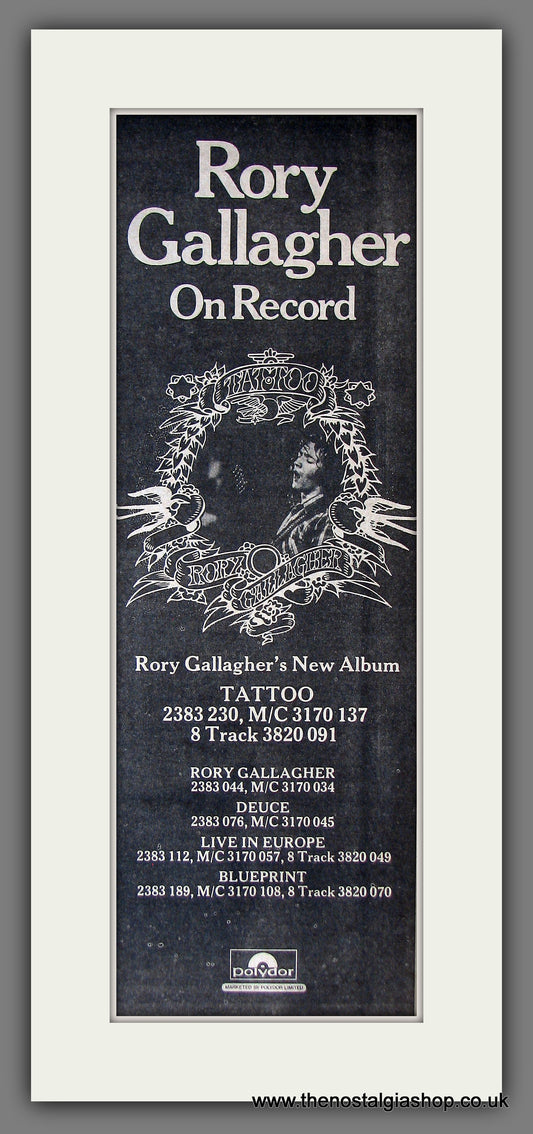 Rory
Gallagher
On Record
TATTOO
RORY
GALLAGHER
Rory Gallagher's New Album
TATTOO
2383 230, M/C 3170 137
8 Track 3820 091
RORY GALLAGHER
2383 044, M/C 3170 034
DEUCE
2383 076, M/C 3170 045
LIVE IN EUROPE
2383 112, M/C 3170 057, 8 Track 3820 049
BLUEPRINT
2383 189, M/C 3170 108, 8 Track 3820 070
polydor
MARKETED BY POLYDOR LIMITED
www.thenostalgiashop.co.uk